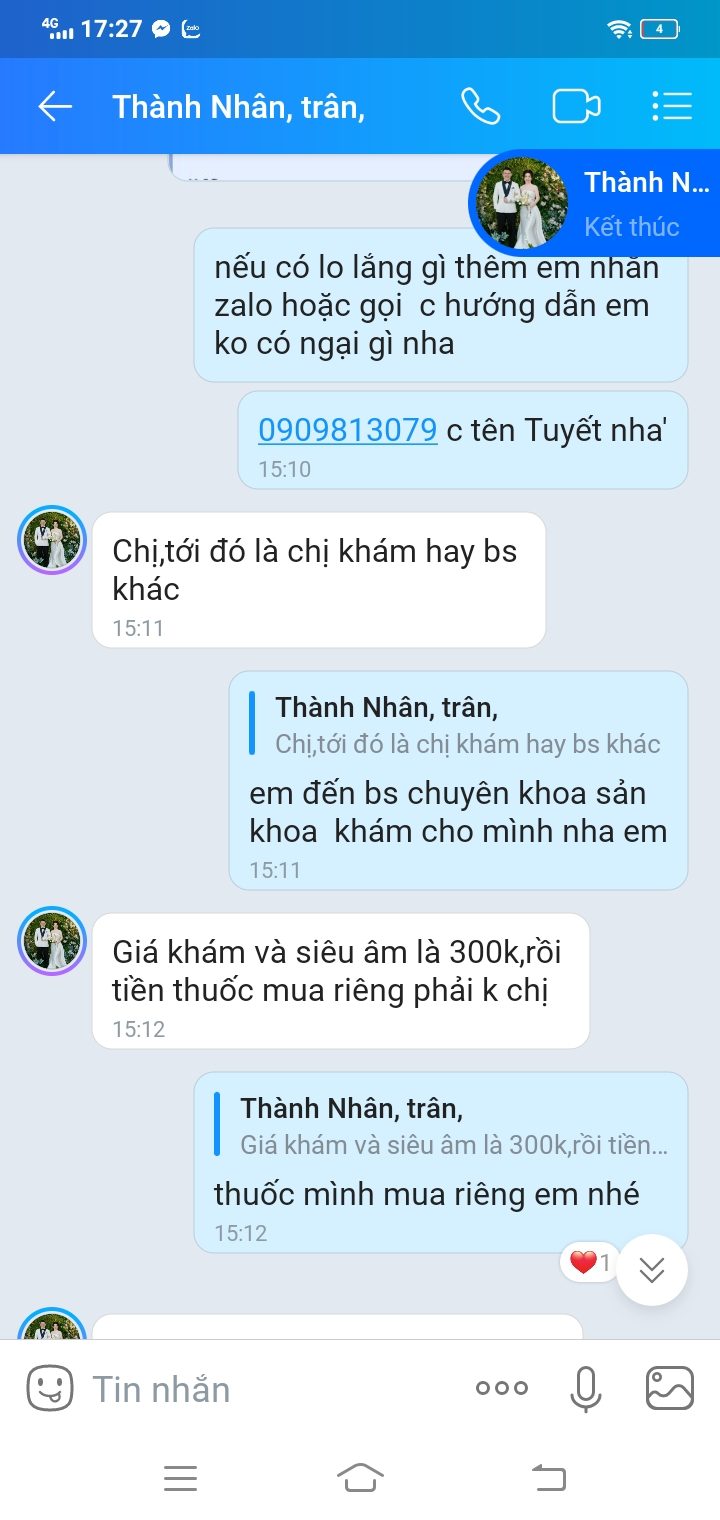 4G 17:27 zalo 4
Thành Nhân, trân,
Thành N...
Kết thúc
nếu có lo lắng gì thêm em nhắn
zalo hoặc gọi c hướng dẫn em
ko có ngại gì nha
0909813079 c tên Tuyết nha'
15:10
Chị,tới đó là chị khám hay bs
khác
15:11
Thành Nhân, trân,
Chị,tới đó là chị khám hay bs khác
em đến bs chuyên khoa sản
khoa khám cho mình nha em
15:11
Giá khám và siêu âm là 300k,rồi
tiền thuốc mua riêng phải k chị
15:12
Thành Nhân, trân,
Giá khám và siêu âm là 300k,rồi tiền...
thuốc mình mua riêng em nhé
15:12
1
Tin nhắn